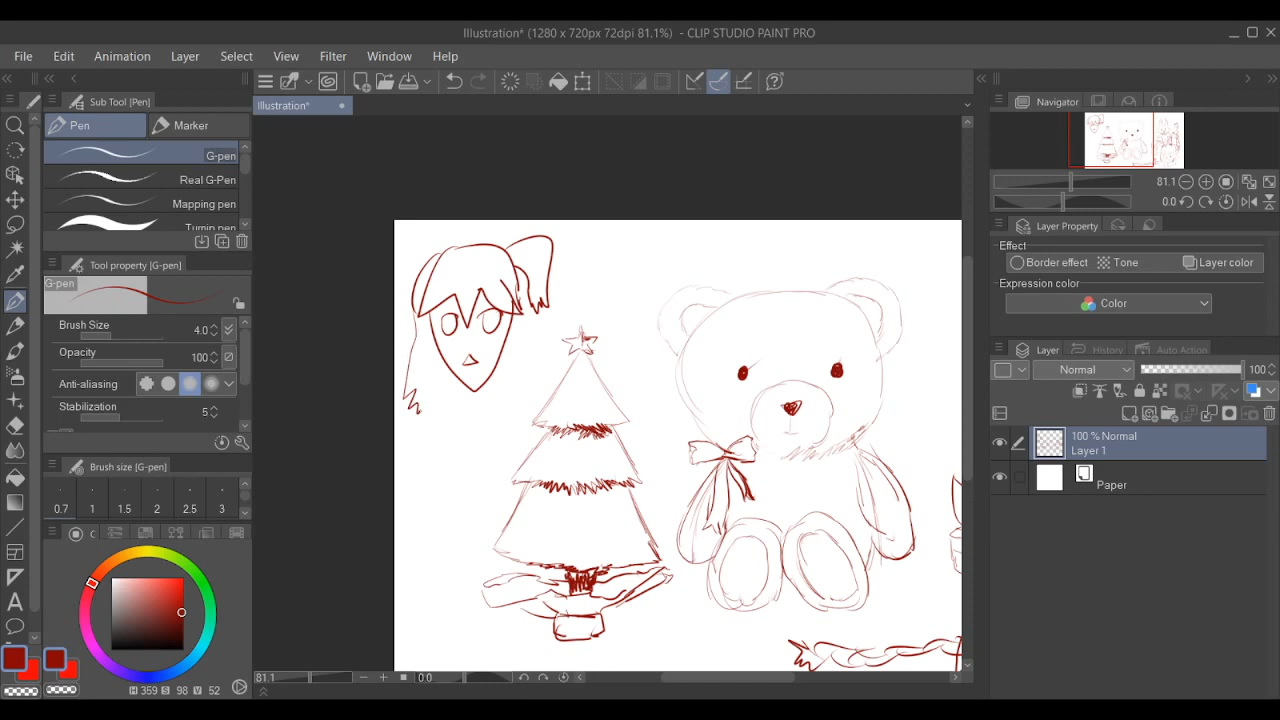 Illustration* (1280 x 720px 72dpi 81.1%) - CLIP STUDIO PAINT PRO
File Edit Animation Layer Select View Filter Window Help
Sub Tool [Pen]
Illustration*
Navigator
Pen Marker
G-pen
Real G-Pen
Mapping pen
Turnip pen
81.1
0.0
Layer Property
Effect
Border effect Tone Layer color
Expression color
Color
Tool property [G-pen]
G-pen
Brush Size 4.0
Opacity 100
Anti-aliasing
Stabilization 5
Layer History Auto Action
Normal 100
100 % Normal
Layer 1
Paper
Brush size [G-pen]
0.7 1 1.5 2 2.5 3
C
A
H 359 S 98 V 52
81.1 0.0